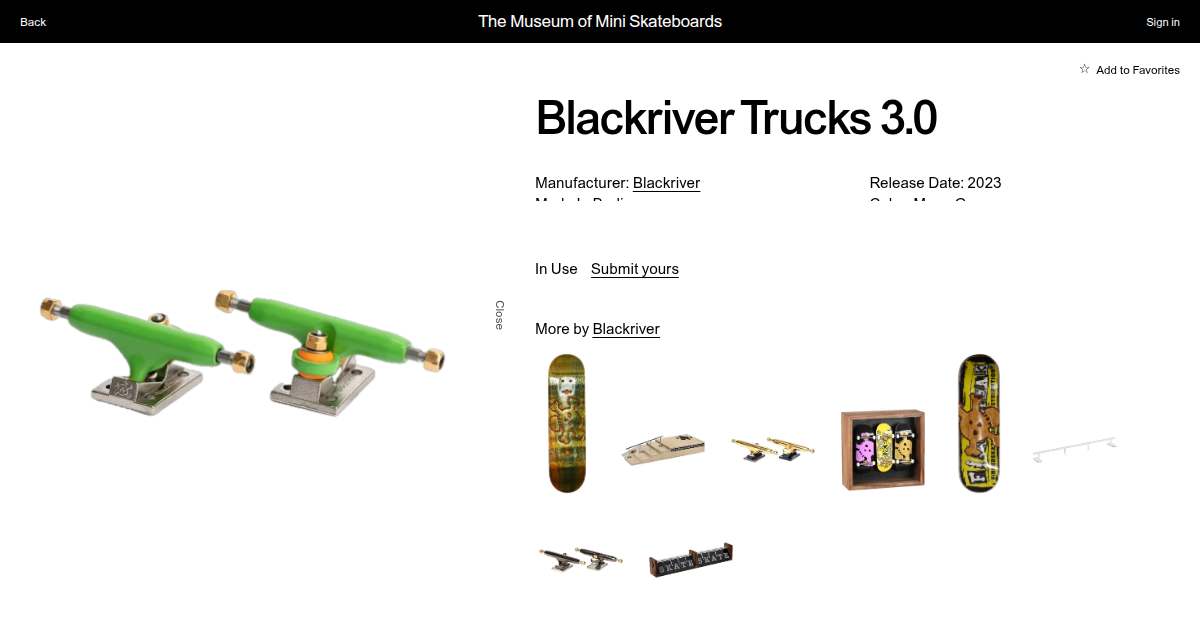 Back
The Museum of Mini Skateboards
Sign in
☆ Add to Favorites
Blackriver Trucks 3.0
Manufacturer: Blackriver
Release Date: 2023
In Use Submit yours
Close
More by Blackriver